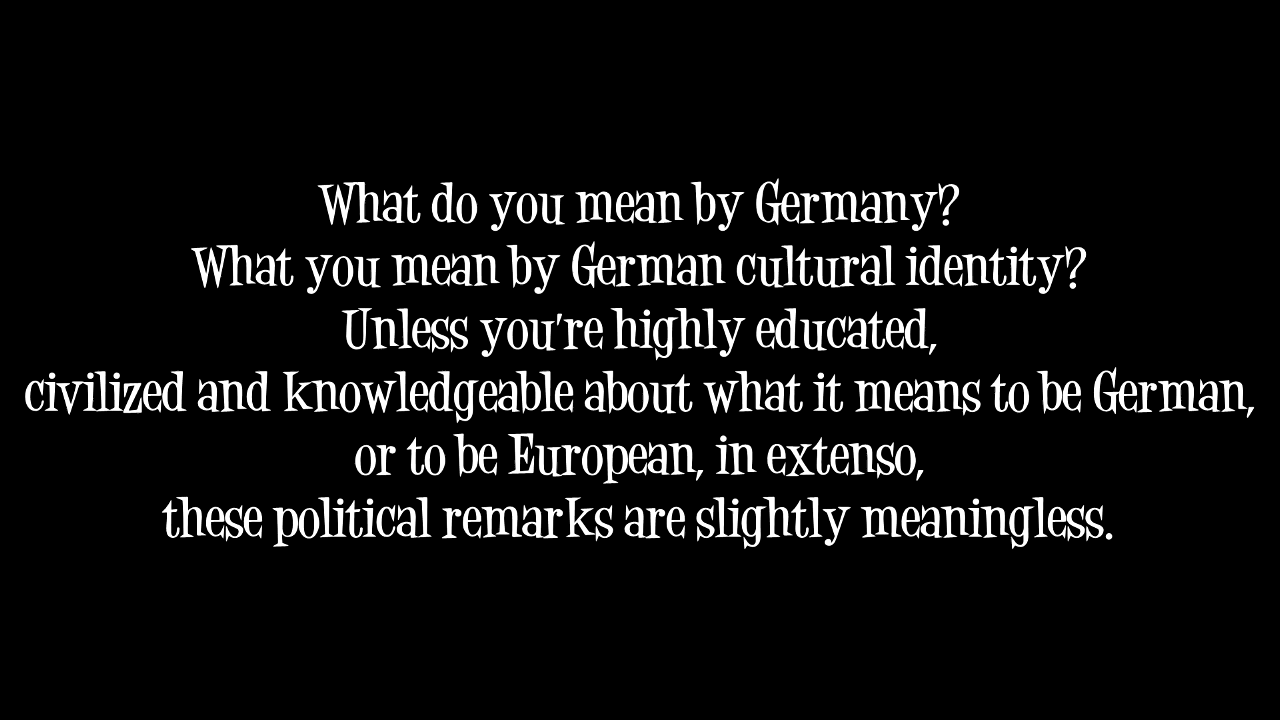 What do you mean by Germany?
What you mean by German cultural identity?
Unless you're highly educated,
civilized and knowledgeable about what it means to be German,
or to be European, in extenso,
these political remarks are slightly meaningless.